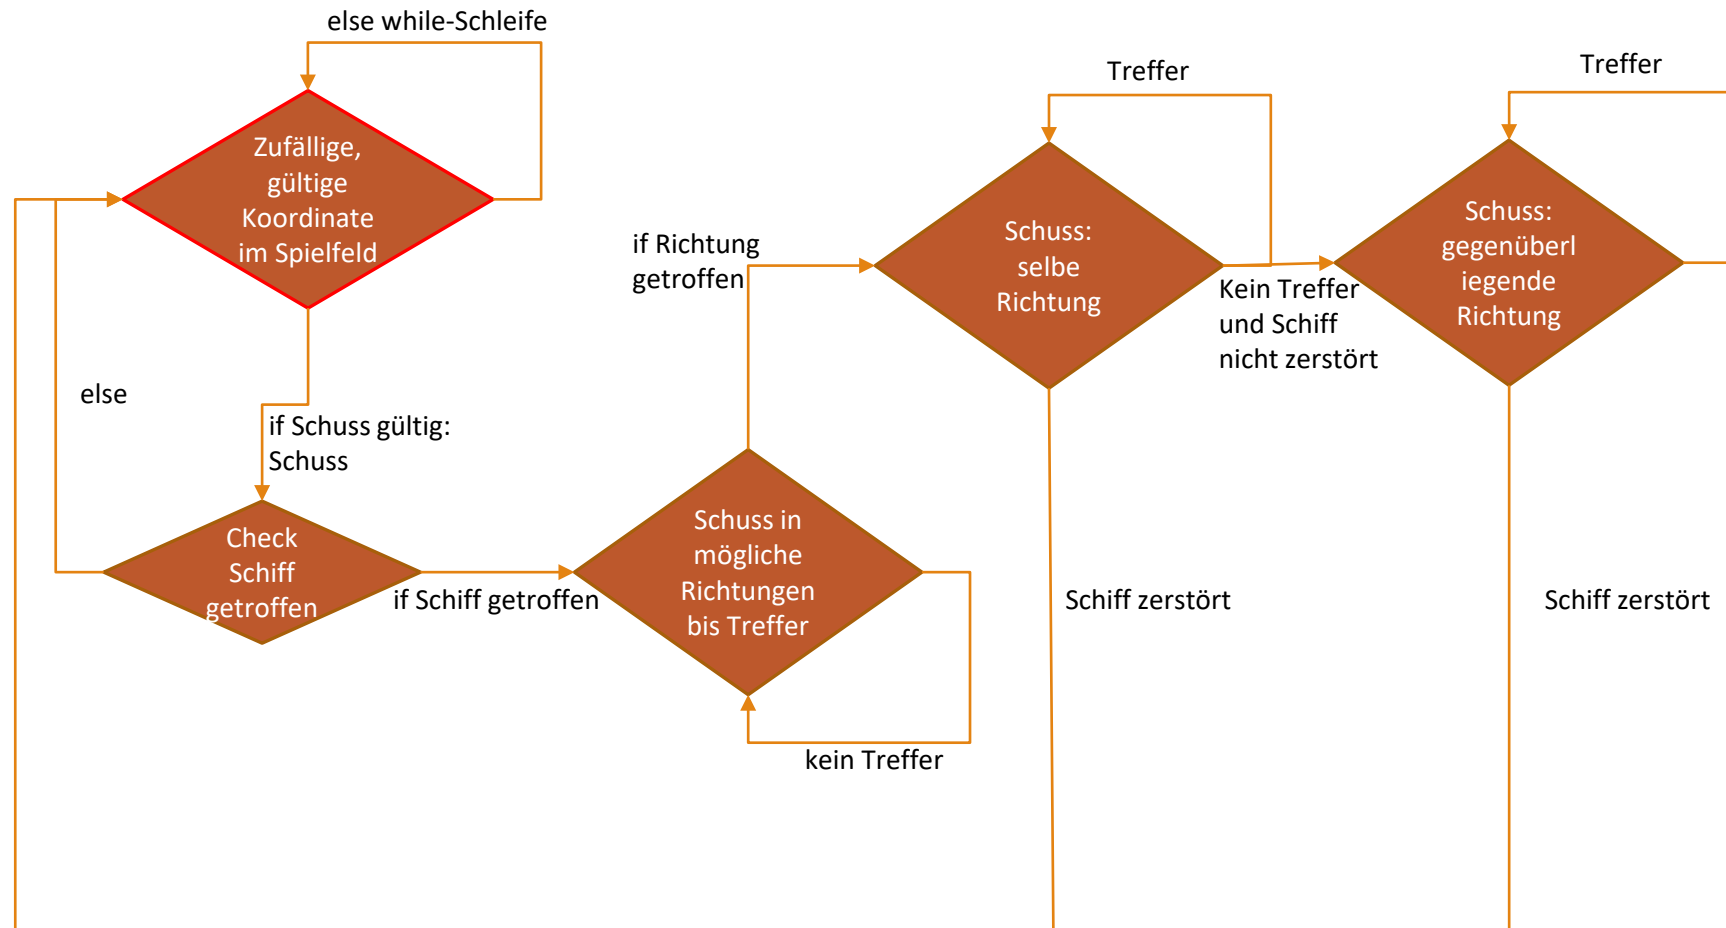 else while-Schleife
Treffer
Treffer
Zufällige,
gültige
Koordinate
im Spielfeld
if Richtung
getroffen
Schuss:
selbe
Richtung
Kein Treffer
und Schiff
nicht zerstört
Schuss:
gegenüberl
iegende
Richtung
else
if Schuss gültig:
Schuss
Check
Schiff
getroffen
if Schiff getroffen
Schuss in
mögliche
Richtungen
bis Treffer
kein Treffer
Schiff zerstört
Schiff zerstört